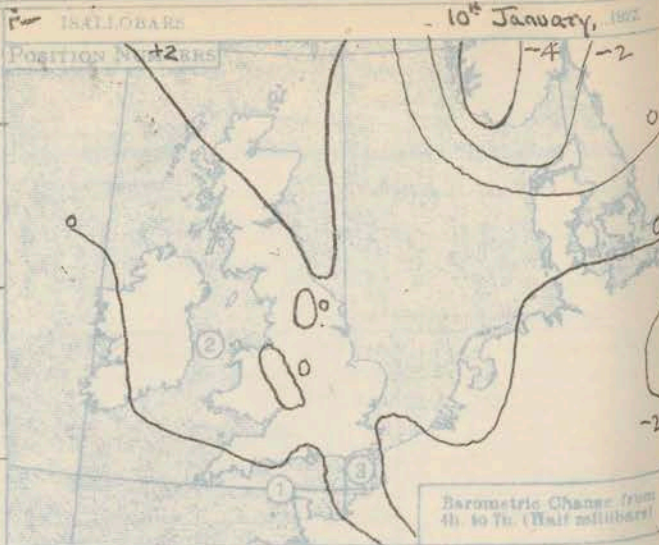 ISALLOBARS 10th January,
POSITION NUMBERS
+2
-4 -2
0
0
0
0
0
2
-2
1
3
Barometric Change from
4h. to 7h. (Half millibars)